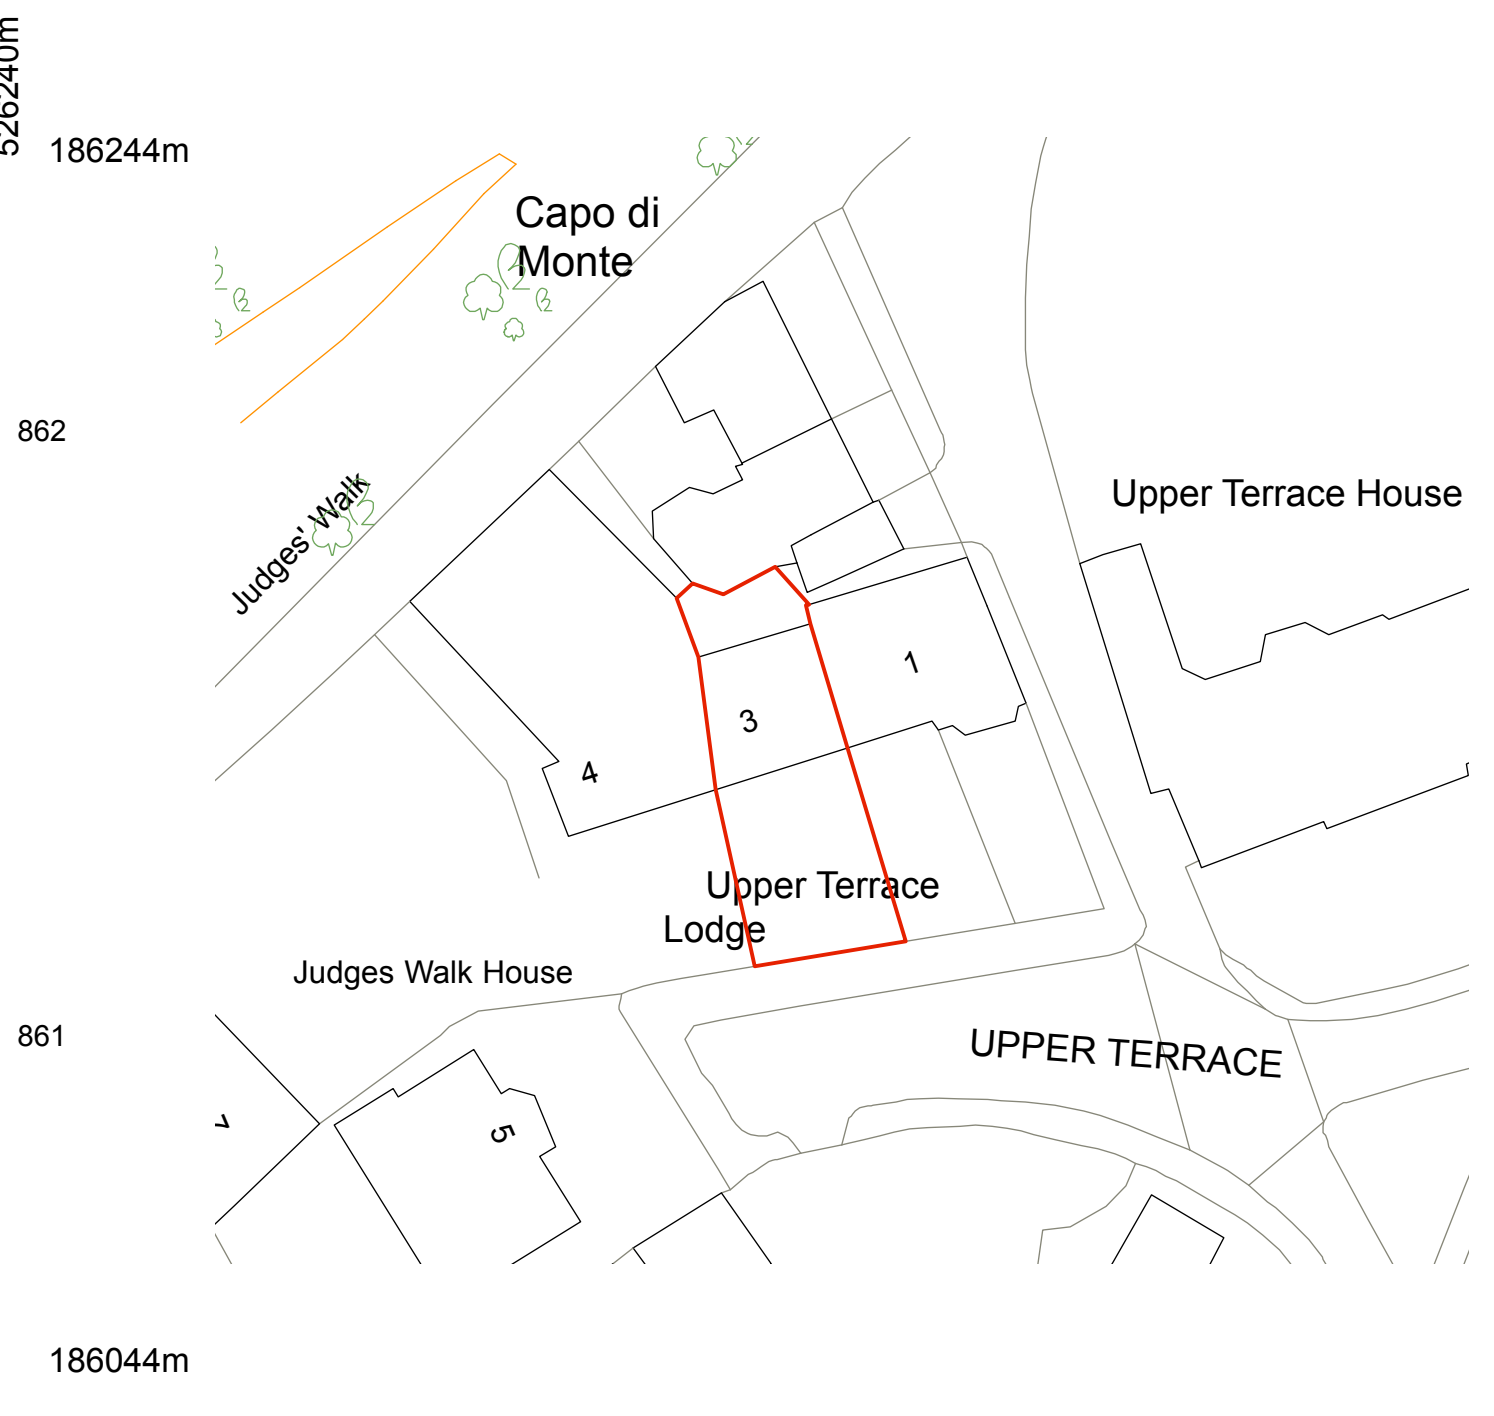 526240m
186244m
Capo di
Monte
862
Judges' Walk
Upper Terrace House
1
3
4
Upper Terrace
Lodge
Judges Walk House
861
UPPER TERRACE
5
186044m